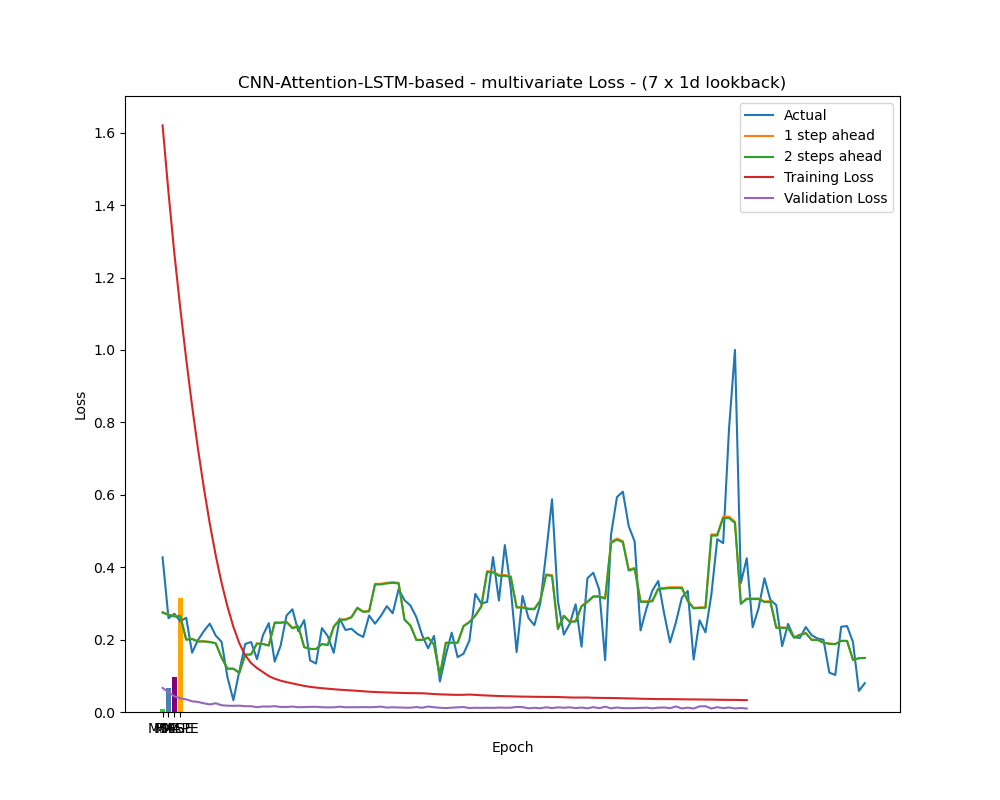 CNN-Attention-LSTM-based - multivariate Loss - (7 x 1d lookback)
Actual
1 step ahead
2 steps ahead
Training Loss
Validation Loss
1.6
1.4
1.2
1.0
0.8
0.6
0.4
0.2
0.0
Loss
Epoch